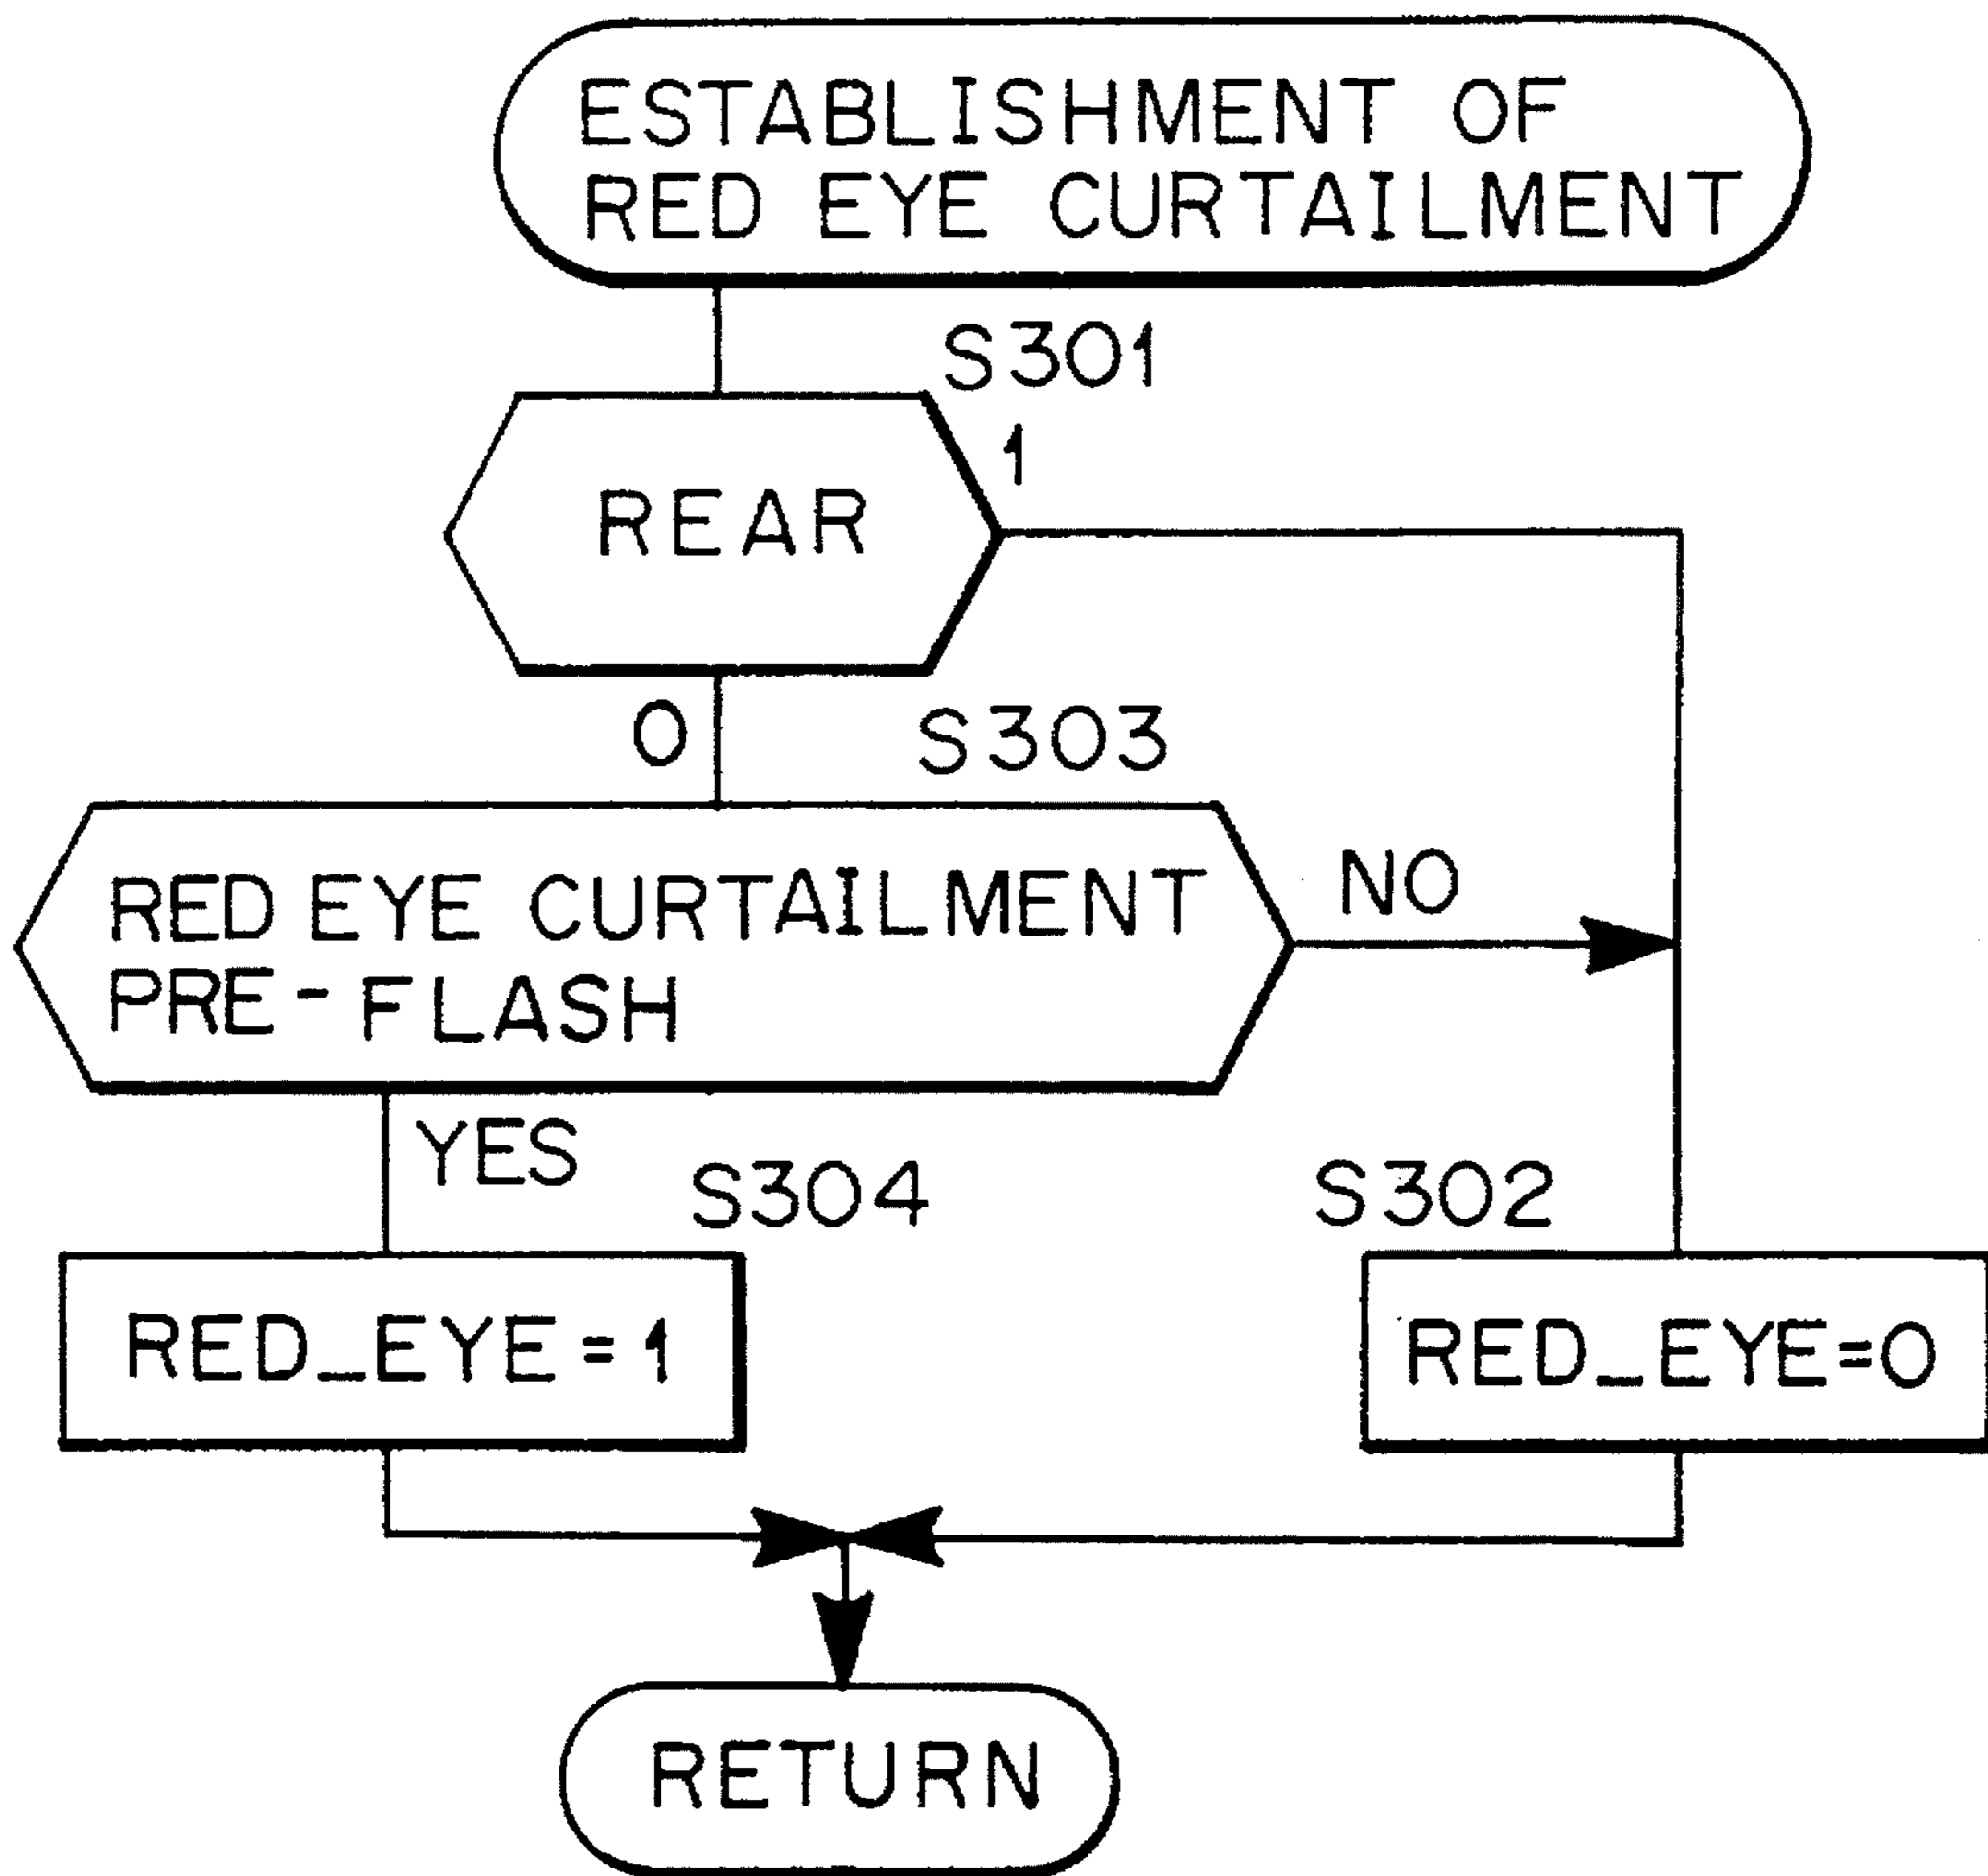 ESTABLISHMENT OF
RED EYE CURTAILMENT
S301
1
REAR
0
S303
RED EYE CURTAILMENT
PRE-FLASH
NO
YES
S304
S302
RED_EYE=1
RED_EYE=0
RETURN